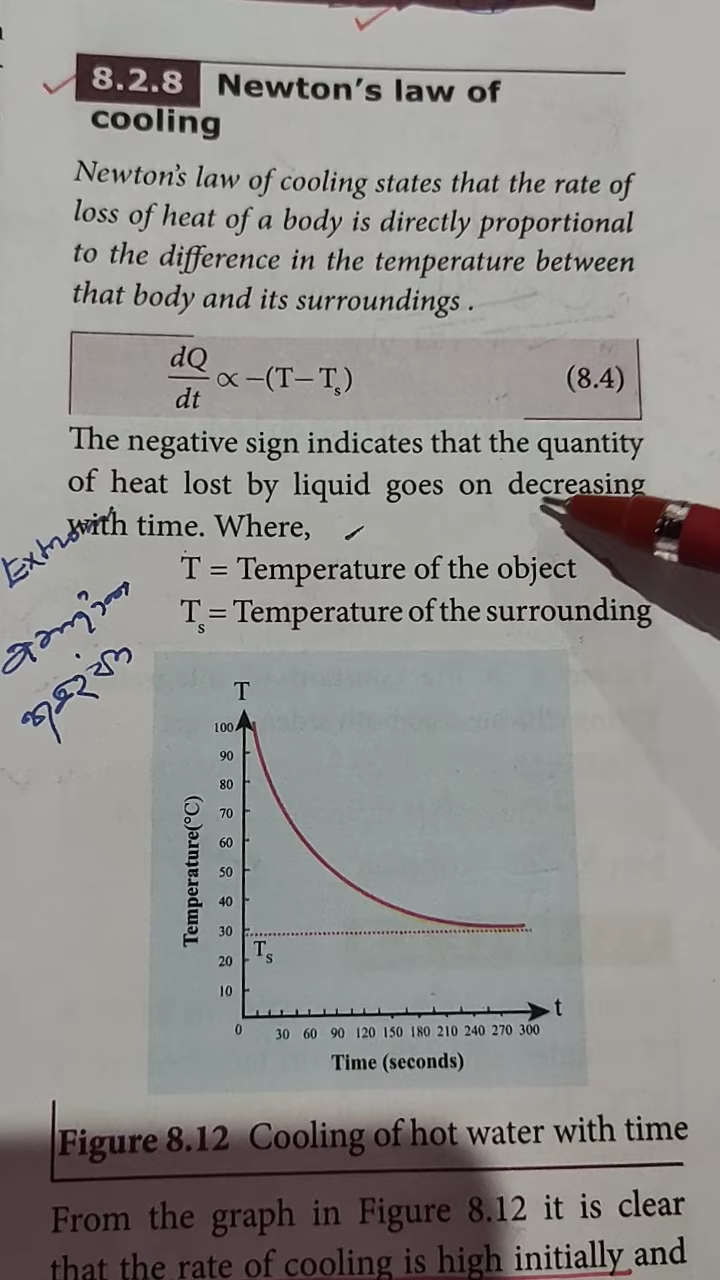 8.2.8 Newton's law of
cooling
Newton's law of cooling states that the rate of
loss of heat of a body is directly proportional
to the difference in the temperature between
that body and its surroundings .
dQ/dt ∝ −(T− Tₛ) (8.4)
The negative sign indicates that the quantity
of heat lost by liquid goes on decreasing
with time. Where,
T = Temperature of the object
Tₛ = Temperature of the surrounding
T
100
90
80
70
60
50
40
30
20
10
0
Temperature(°C)
Tₛ
t
30 60 90 120 150 180 210 240 270 300
Time (seconds)
Figure 8.12 Cooling of hot water with time
From the graph in Figure 8.12 it is clear
that the rate of cooling is high initially and